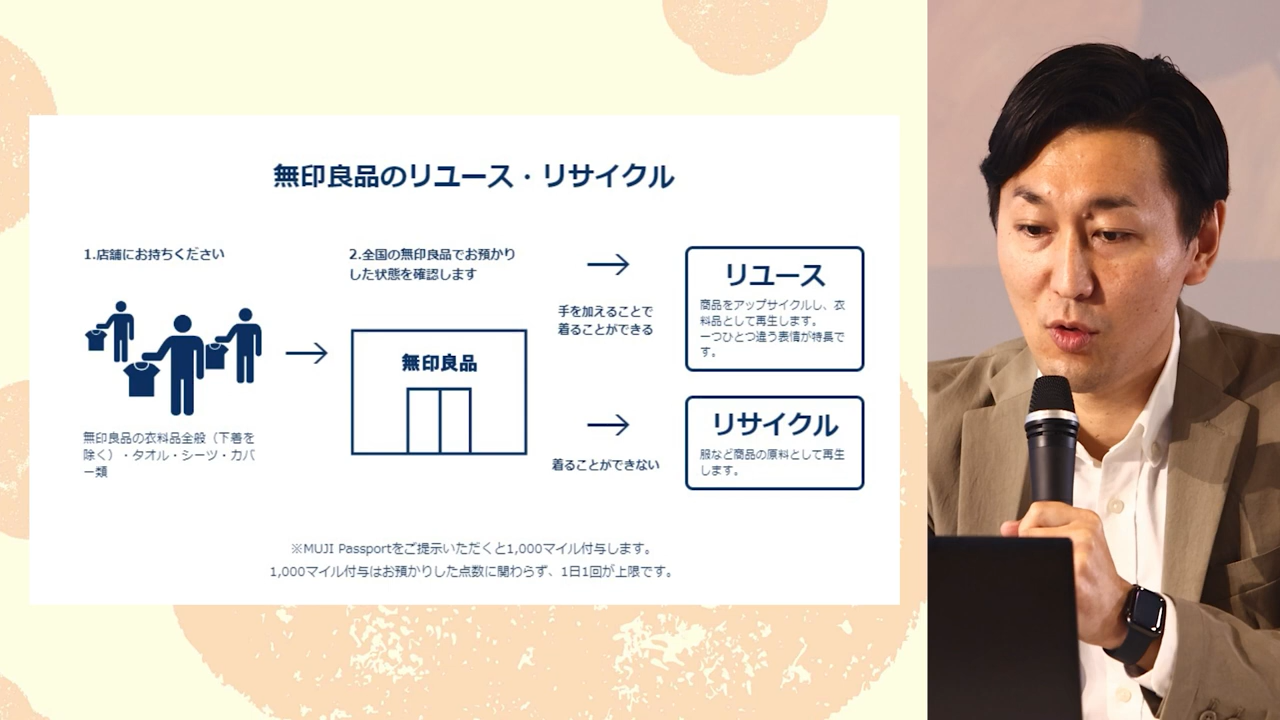 無印良品のリユース・リサイクル
1.店舗にお持ちください
無印良品の衣料品全般（下着を
除く）・タオル・シーツ・カバ
ー類
2.全国の無印良品でお預かり
した状態を確認します
無印良品
手を加えることで
着ることができる
リユース
商品をアップサイクルし、衣
料品として再生します。
一つひとつ違う表情が特長で
す。
着ることができない
リサイクル
服など商品の原料として再生
します。
※MUJI Passportをご提示いただくと1,000マイル付与します。
1,000マイル付与はお預かりした点数に関わらず、1日1回が上限です。